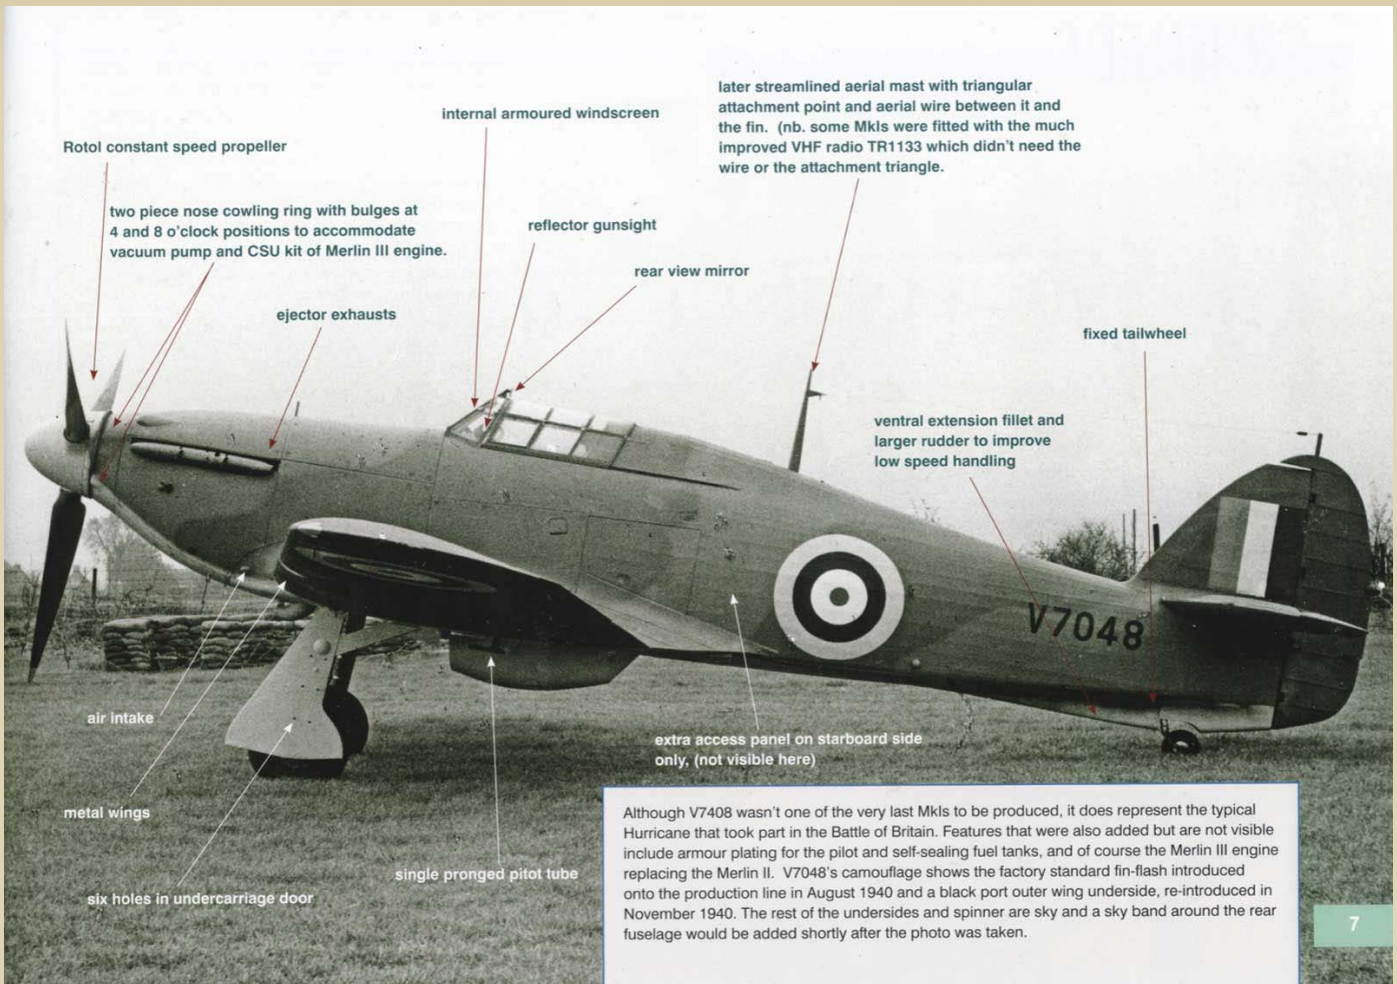 later streamlined aerial mast with triangular
attachment point and aerial wire between it and
the fin. (nb. some MkIs were fitted with the much
improved VHF radio TR1133 which didn't need the
wire or the attachment triangle.
internal armoured windscreen
Rotol constant speed propeller
two piece nose cowling ring with bulges at
4 and 8 o'clock positions to accommodate
vacuum pump and CSU kit of Merlin III engine.
reflector gunsight
rear view mirror
ejector exhausts
fixed tailwheel
ventral extension fillet and
larger rudder to improve
low speed handling
V7048
air intake
extra access panel on starboard side
only, (not visible here)
metal wings
single pronged pitot tube
six holes in undercarriage door
Although V7408 wasn't one of the very last MkIs to be produced, it does represent the typical
Hurricane that took part in the Battle of Britain. Features that were also added but are not visible
include armour plating for the pilot and self-sealing fuel tanks, and of course the Merlin III engine
replacing the Merlin II. V7048's camouflage shows the factory standard fin-flash introduced
onto the production line in August 1940 and a black port outer wing underside, re-introduced in
November 1940. The rest of the undersides and spinner are sky and a sky band around the rear
fuselage would be added shortly after the photo was taken.
7